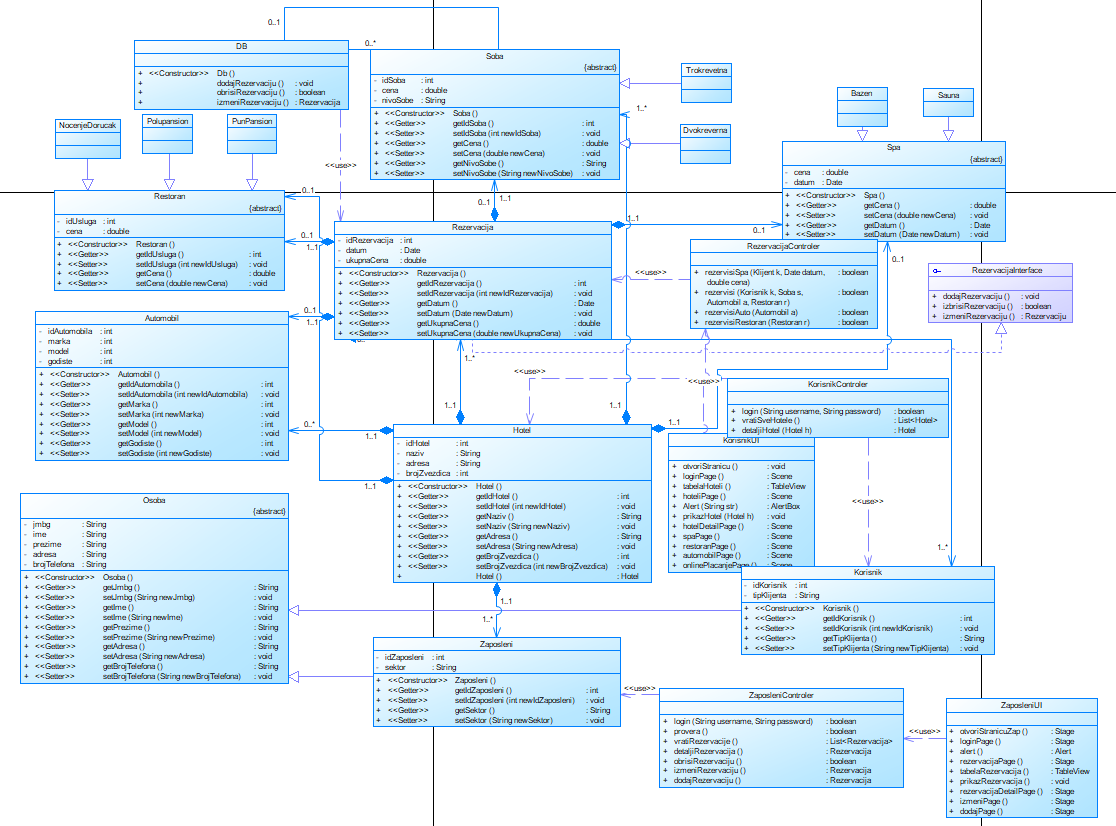 0..1
0..*
DB
+ <<Constructor>> Db ()
+ dodajRezervaciju () : void
+ obrisiRezervaciju () : boolean
+ izmeniRezervaciju () : Rezervacija
Soba
{abstract}
- idSoba : int
- cena : double
- nivoSobe : String
+ <<Constructor>> Soba ()
+ <<Getter>> getIdSoba () : int
+ <<Setter>> setIdSoba (int newIdSoba) : void
+ <<Getter>> getCena () : double
+ <<Setter>> setCena (double newCena) : void
+ <<Getter>> getNivoSobe () : String
+ <<Setter>> setNivoSobe (String newNivoSobe) : void
Trokrevetna
Dvokreverna
1..*
Bazen
Sauna
NocenjeDorucak
Polupansion
PunPansion
<<use>>
Spa
{abstract}
- cena : double
- datum : Date
+ <<Constructor>> Spa ()
+ <<Getter>> getCena () : double
+ <<Setter>> setCena (double newCena) : void
+ <<Getter>> getDatum () : Date
+ <<Setter>> setDatum (Date newDatum) : void
Restoran
{abstract}
- idUsluga : int
- cena : double
+ <<Constructor>> Restoran ()
+ <<Getter>> getIdUsluga () : int
+ <<Setter>> setIdUsluga (int newIdUsluga) : void
+ <<Getter>> getCena () : double
+ <<Setter>> setCena (double newCena) : void
0..1
0..1
1..1
0..1
1..1
1..1
0..1
Rezervacija
- idRezervacija : int
- datum : Date
- ukupnaCena : double
+ <<Constructor>> Rezervacija ()
+ <<Getter>> getIdRezervacija () : int
+ <<Setter>> setIdRezervacija (int newIdRezervacija) : void
+ <<Getter>> getDatum () : Date
+ <<Setter>> setDatum (Date newDatum) : void
+ <<Getter>> getUkupnaCena () : double
+ <<Setter>> setUkupnaCena (double newUkupnaCena) : void
<<use>>
RezervacijaControler
+ rezervisiSpa (Klijent k, Date datum, double cena) : boolean
+ rezervisi (Korisnik k, Soba s, Automobil a, Restoran r) : boolean
+ rezervisiAuto (Automobil a) : boolean
+ rezervisiRestoran (Restoran r) : boolean
0..1
RezervacijaInterface
+ dodajRezervaciju () : void
+ izbrisiRezervaciju () : boolean
+ izmeniRezervaciju () : Rezervaciju
Automobil
- idAutomobila : int
- marka : int
- model : int
- godiste : int
+ <<Constructor>> Automobil ()
+ <<Getter>> getIdAutomobila () : int
+ <<Setter>> setIdAutomobila (int newIdAutomobila) : void
+ <<Getter>> getMarka () : int
+ <<Setter>> setMarka (int newMarka) : void
+ <<Getter>> getModel () : int
+ <<Setter>> setModel (int newModel) : void
+ <<Getter>> getGodiste () : int
+ <<Setter>> setGodiste (int newGodiste) : void
0..1
1..1
1..*
<<use>>
<<use>>
1..1
1..1
1..1
0..*
1..1
1..1
KorisnikControler
+ login (String username, String password) : boolean
+ vratiSveHotele () : List<Hotel>
+ detaljiHotel (Hotel h) : Hotel
Hotel
- idHotel : int
- naziv : String
- adresa : String
- brojZvezdica : int
+ <<Constructor>> Hotel ()
+ <<Getter>> getIdHotel () : int
+ <<Setter>> setIdHotel (int newIdHotel) : void
+ <<Getter>> getNaziv () : String
+ <<Setter>> setNaziv (String newNaziv) : void
+ <<Getter>> getAdresa () : String
+ <<Setter>> setAdresa (String newAdresa) : void
+ <<Getter>> getBrojZvezdica () : int
+ <<Setter>> setBrojZvezdica (int newBrojZvezdica) : void
+ Hotel () : Hotel
KorisnikUI
+ otvoriStranicu () : void
+ loginPage () : Scene
+ tabelaHoteli () : TableView
+ hoteliPage () : Scene
+ Alert (String str) : AlertBox
+ prikazHotel (Hotel h) : void
+ hotelDetailPage () : Scene
+ spaPage () : Scene
+ restoranPage () : Scene
+ automobilPage () : Scene
+ onlinePlacanjePage () : Scene
<<use>>
1..*
Osoba
{abstract}
- jmbg : String
- ime : String
- prezime : String
- adresa : String
- brojTelefona : String
+ <<Constructor>> Osoba ()
+ <<Getter>> getJmbg () : String
+ <<Setter>> setJmbg (String newJmbg) : void
+ <<Getter>> getIme () : String
+ <<Setter>> setIme (String newIme) : void
+ <<Getter>> getPrezime () : String
+ <<Setter>> setPrezime (String newPrezime) : void
+ <<Getter>> getAdresa () : String
+ <<Setter>> setAdresa (String newAdresa) : void
+ <<Getter>> getBrojTelefona () : String
+ <<Setter>> setBrojTelefona (String newBrojTelefona) : void
Korisnik
- idKorisnik : int
- tipKlijenta : String
+ <<Constructor>> Korisnik ()
+ <<Getter>> getIdKorisnik () : int
+ <<Setter>> setIdKorisnik (int newIdKorisnik) : void
+ <<Getter>> getTipKlijenta () : String
+ <<Setter>> setTipKlijenta (String newTipKlijenta) : void
1..1
1..*
Zaposleni
- idZaposleni : int
- sektor : String
+ <<Constructor>> Zaposleni ()
+ <<Getter>> getIdZaposleni () : int
+ <<Setter>> setIdZaposleni (int newIdZaposleni) : void
+ <<Getter>> getSektor () : String
+ <<Setter>> setSektor (String newSektor) : void
<<use>>
ZaposleniControler
+ login (String username, String password) : boolean
+ provera () : boolean
+ vratiRezervacije () : List<Rezervacija>
+ detaljiRezervacija () : Rezervacija
+ obrisiRezervaciju () : boolean
+ izmeniRezervaciju () : Rezervacija
+ dodajRezervaciju () : Rezervacija
<<use>>
ZaposleniUI
+ otvoriStranicuZap () : Stage
+ loginPage () : Stage
+ alert () : Alert
+ rezervacijaPage () : Stage
+ tabelaRezervacija () : TableView
+ prikazRezervacija () : void
+ rezervacijaDetailPage () : Stage
+ izmeniPage () : Stage
+ dodajPage () : Stage